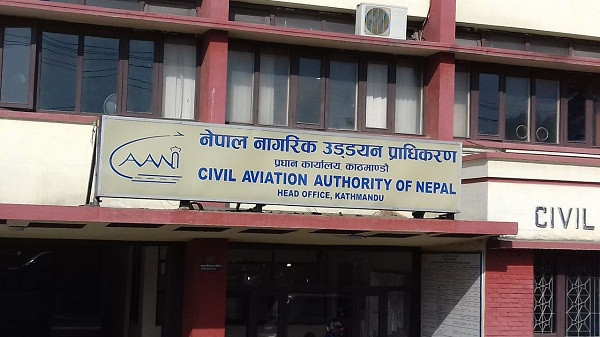 CAAN
नेपाल नागरिक उड्डयन प्राधिकरण
प्रधान कार्यालय काठमाण्डौ
CIVIL AVIATION AUTHORITY OF NEPAL
HEAD OFFICE, KATHMANDU
CIVIL